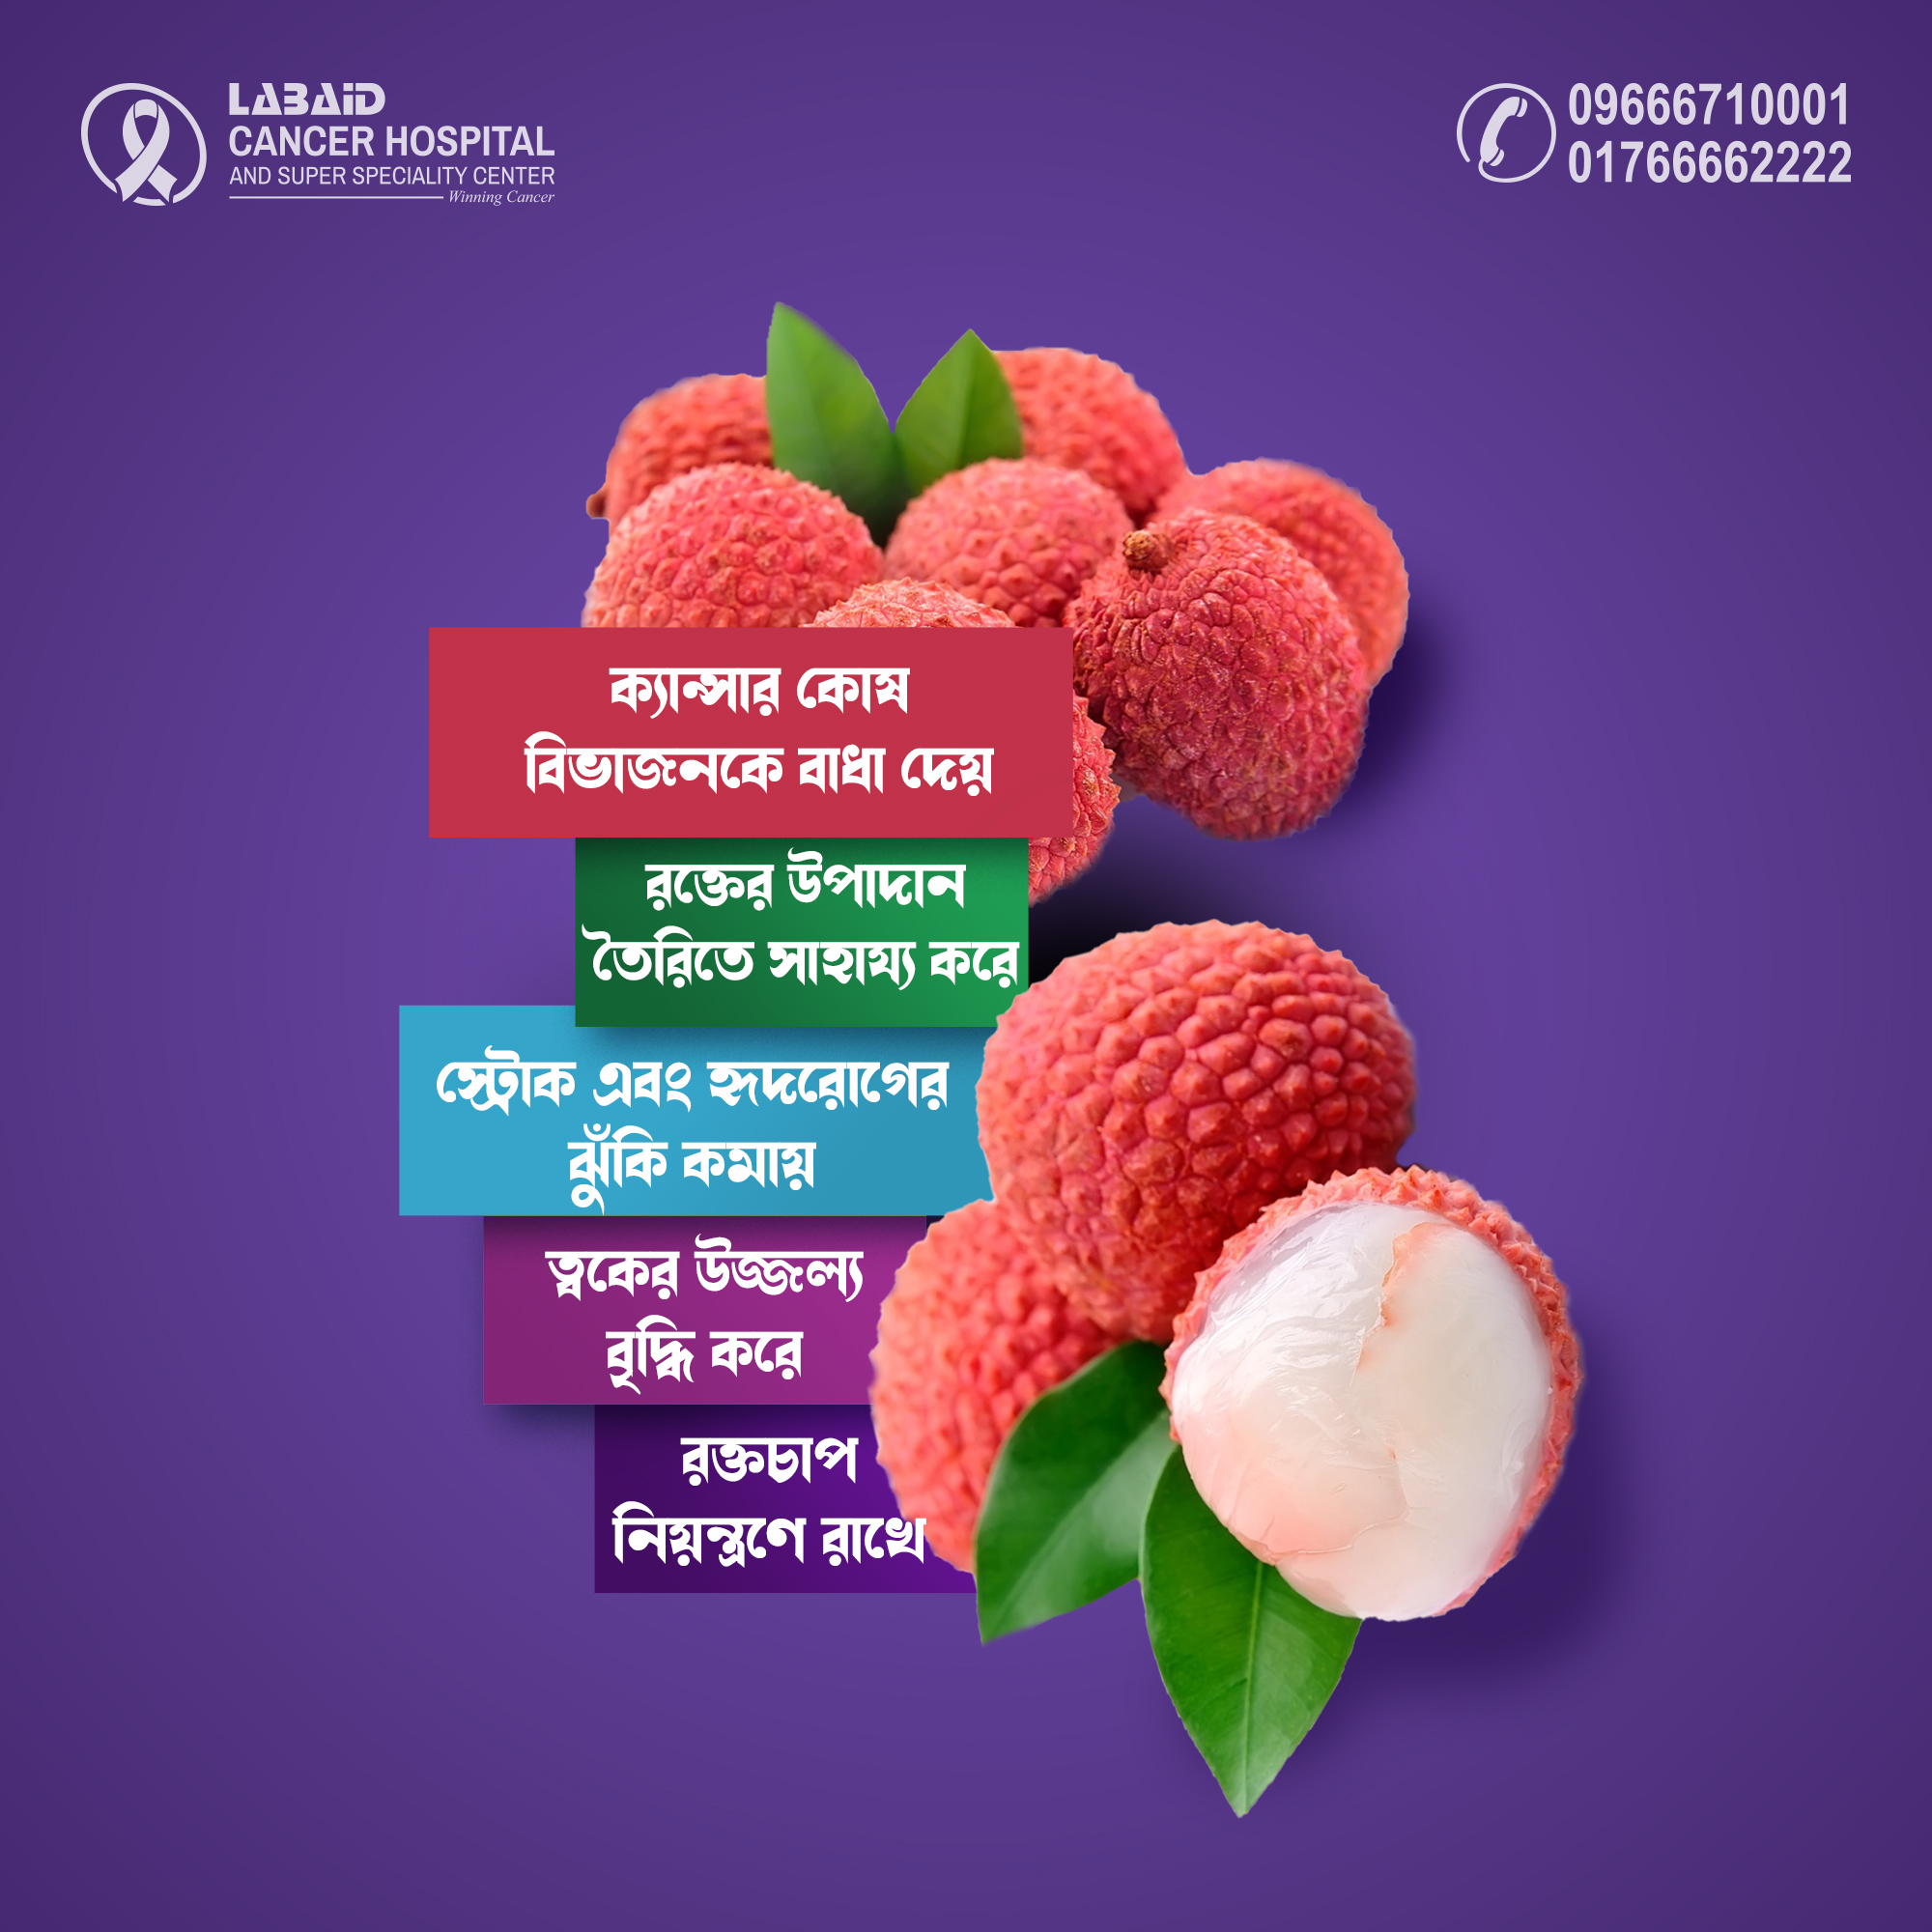 LABAID
CANCER HOSPITAL
AND SUPER SPECIALITY CENTER
Winning Cancer
09666710001
01766662222
ক্যান্সার কোষ
বিভাজনকে বাধা দেয়
রক্তের উপাদান
তৈরিতে সাহায্য করে
স্ট্রোক এবং হৃদরোগের
ঝুঁকি কমায়
ত্বকের উজ্জল্য
বৃদ্ধি করে
রক্তচাপ
নিয়ন্ত্রণে রাখে